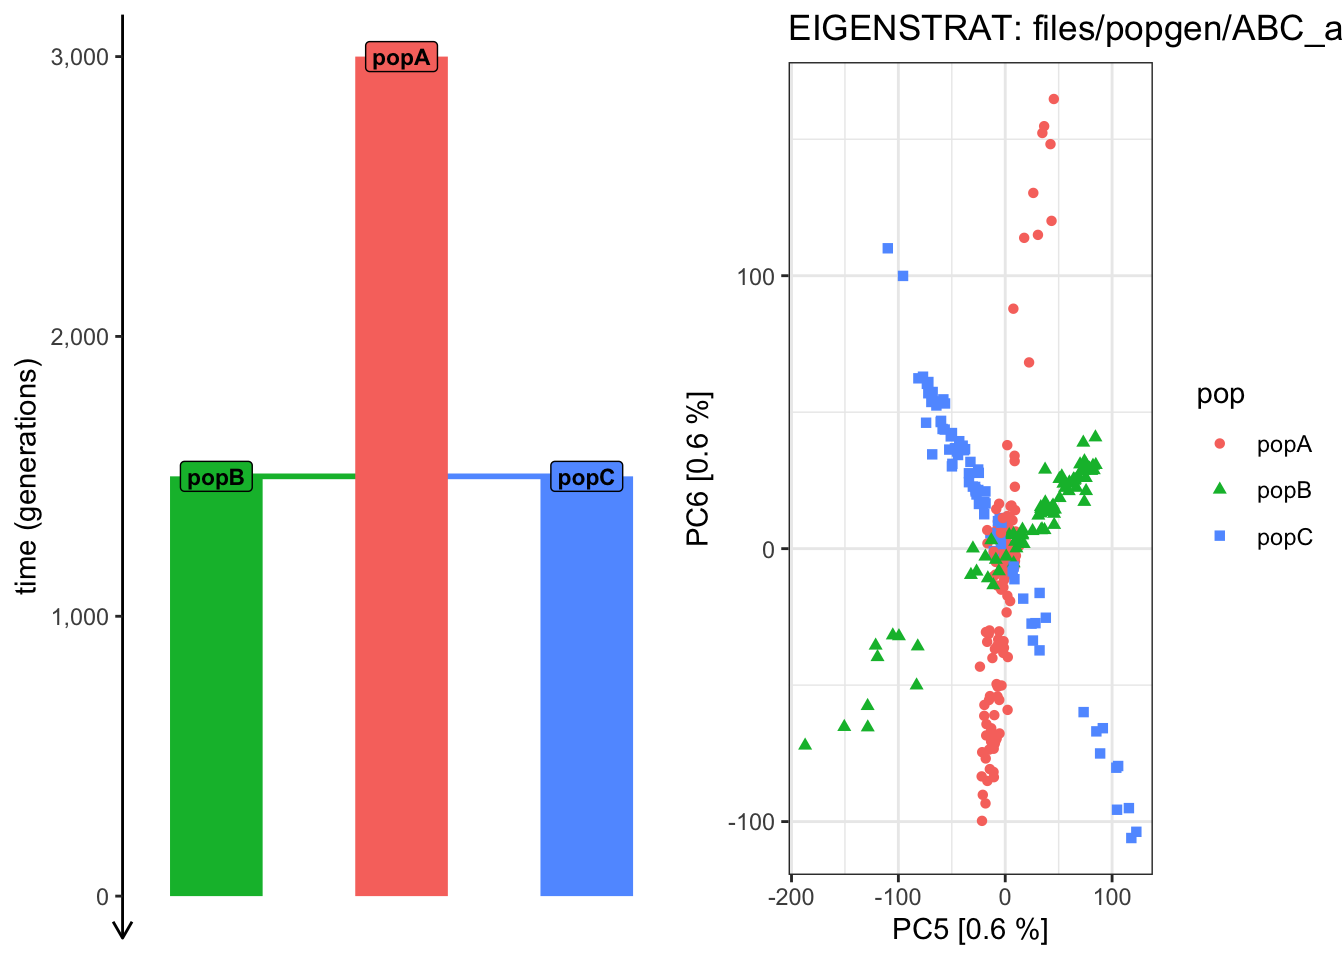 time (generations)
3,000
2,000
1,000
0
popA
popB
popC
EIGENSTRAT: files/popgen/ABC_a
PC6 [0.6 %]
100
0
-100
-200
-100
0
100
PC5 [0.6 %]
pop
popA
popB
popC